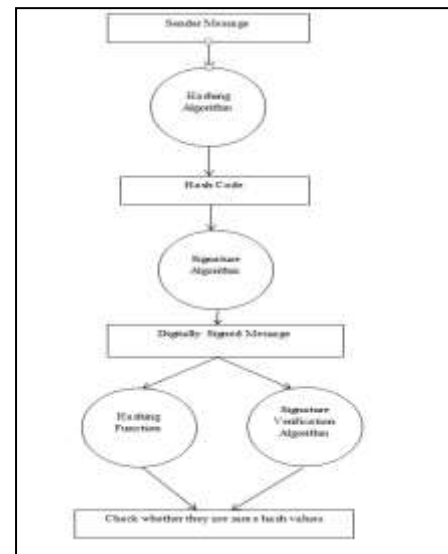 Sender Message
Hashing
Algorithm
Hash Code
Signature
Algorithm
Digitally Signed Message
Hashing
Function
Signature
Verification
Algorithm
Check whether they are same hash values